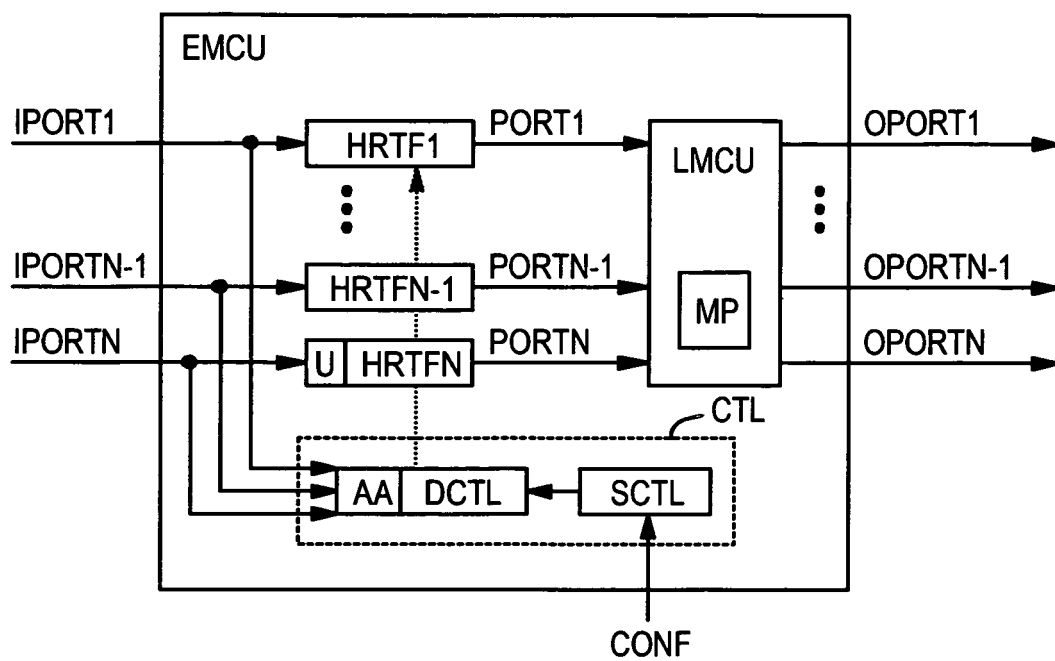 EMCU
IPORT1
HRTF1
PORT1
LMCU
OPORT1
IPORTN-1
HRTFN-1
PORTN-1
MP
OPORTN-1
IPORTN
U
HRTFN
PORTN
OPORTN
CTL
AA
DCTL
SCTL
CONF